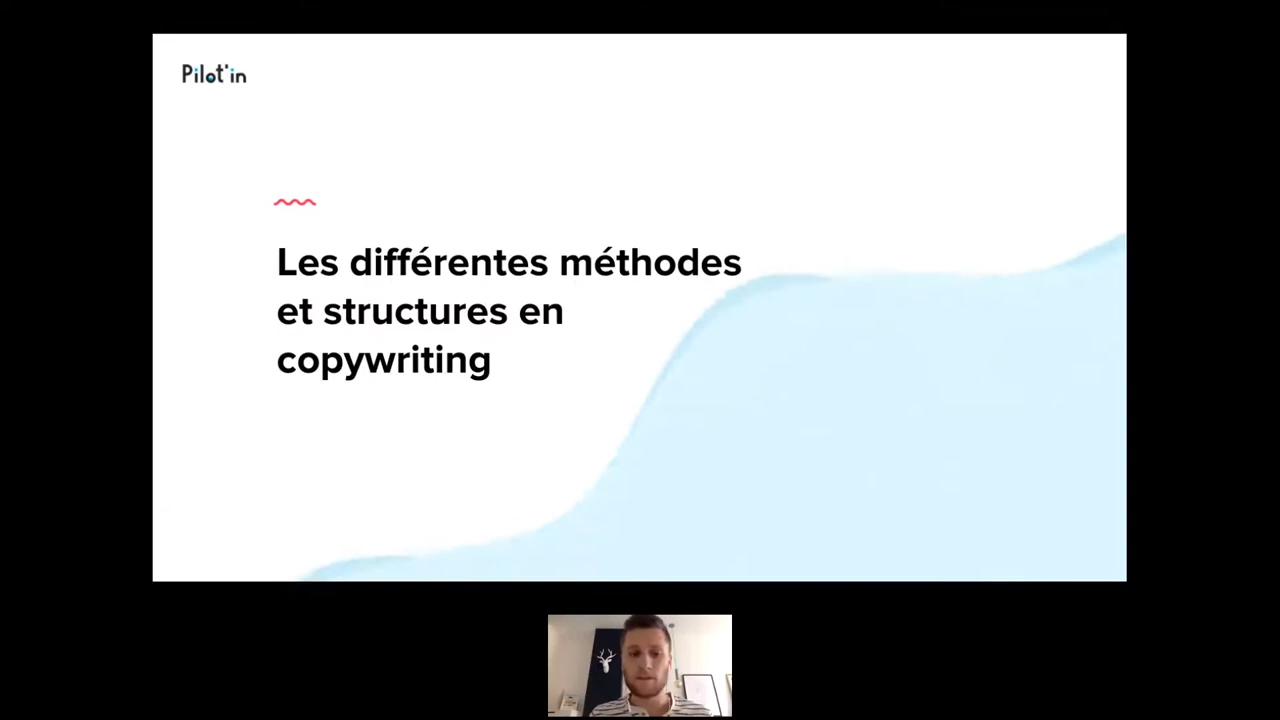 Pilot'in
Les différentes méthodes
et structures en
copywriting